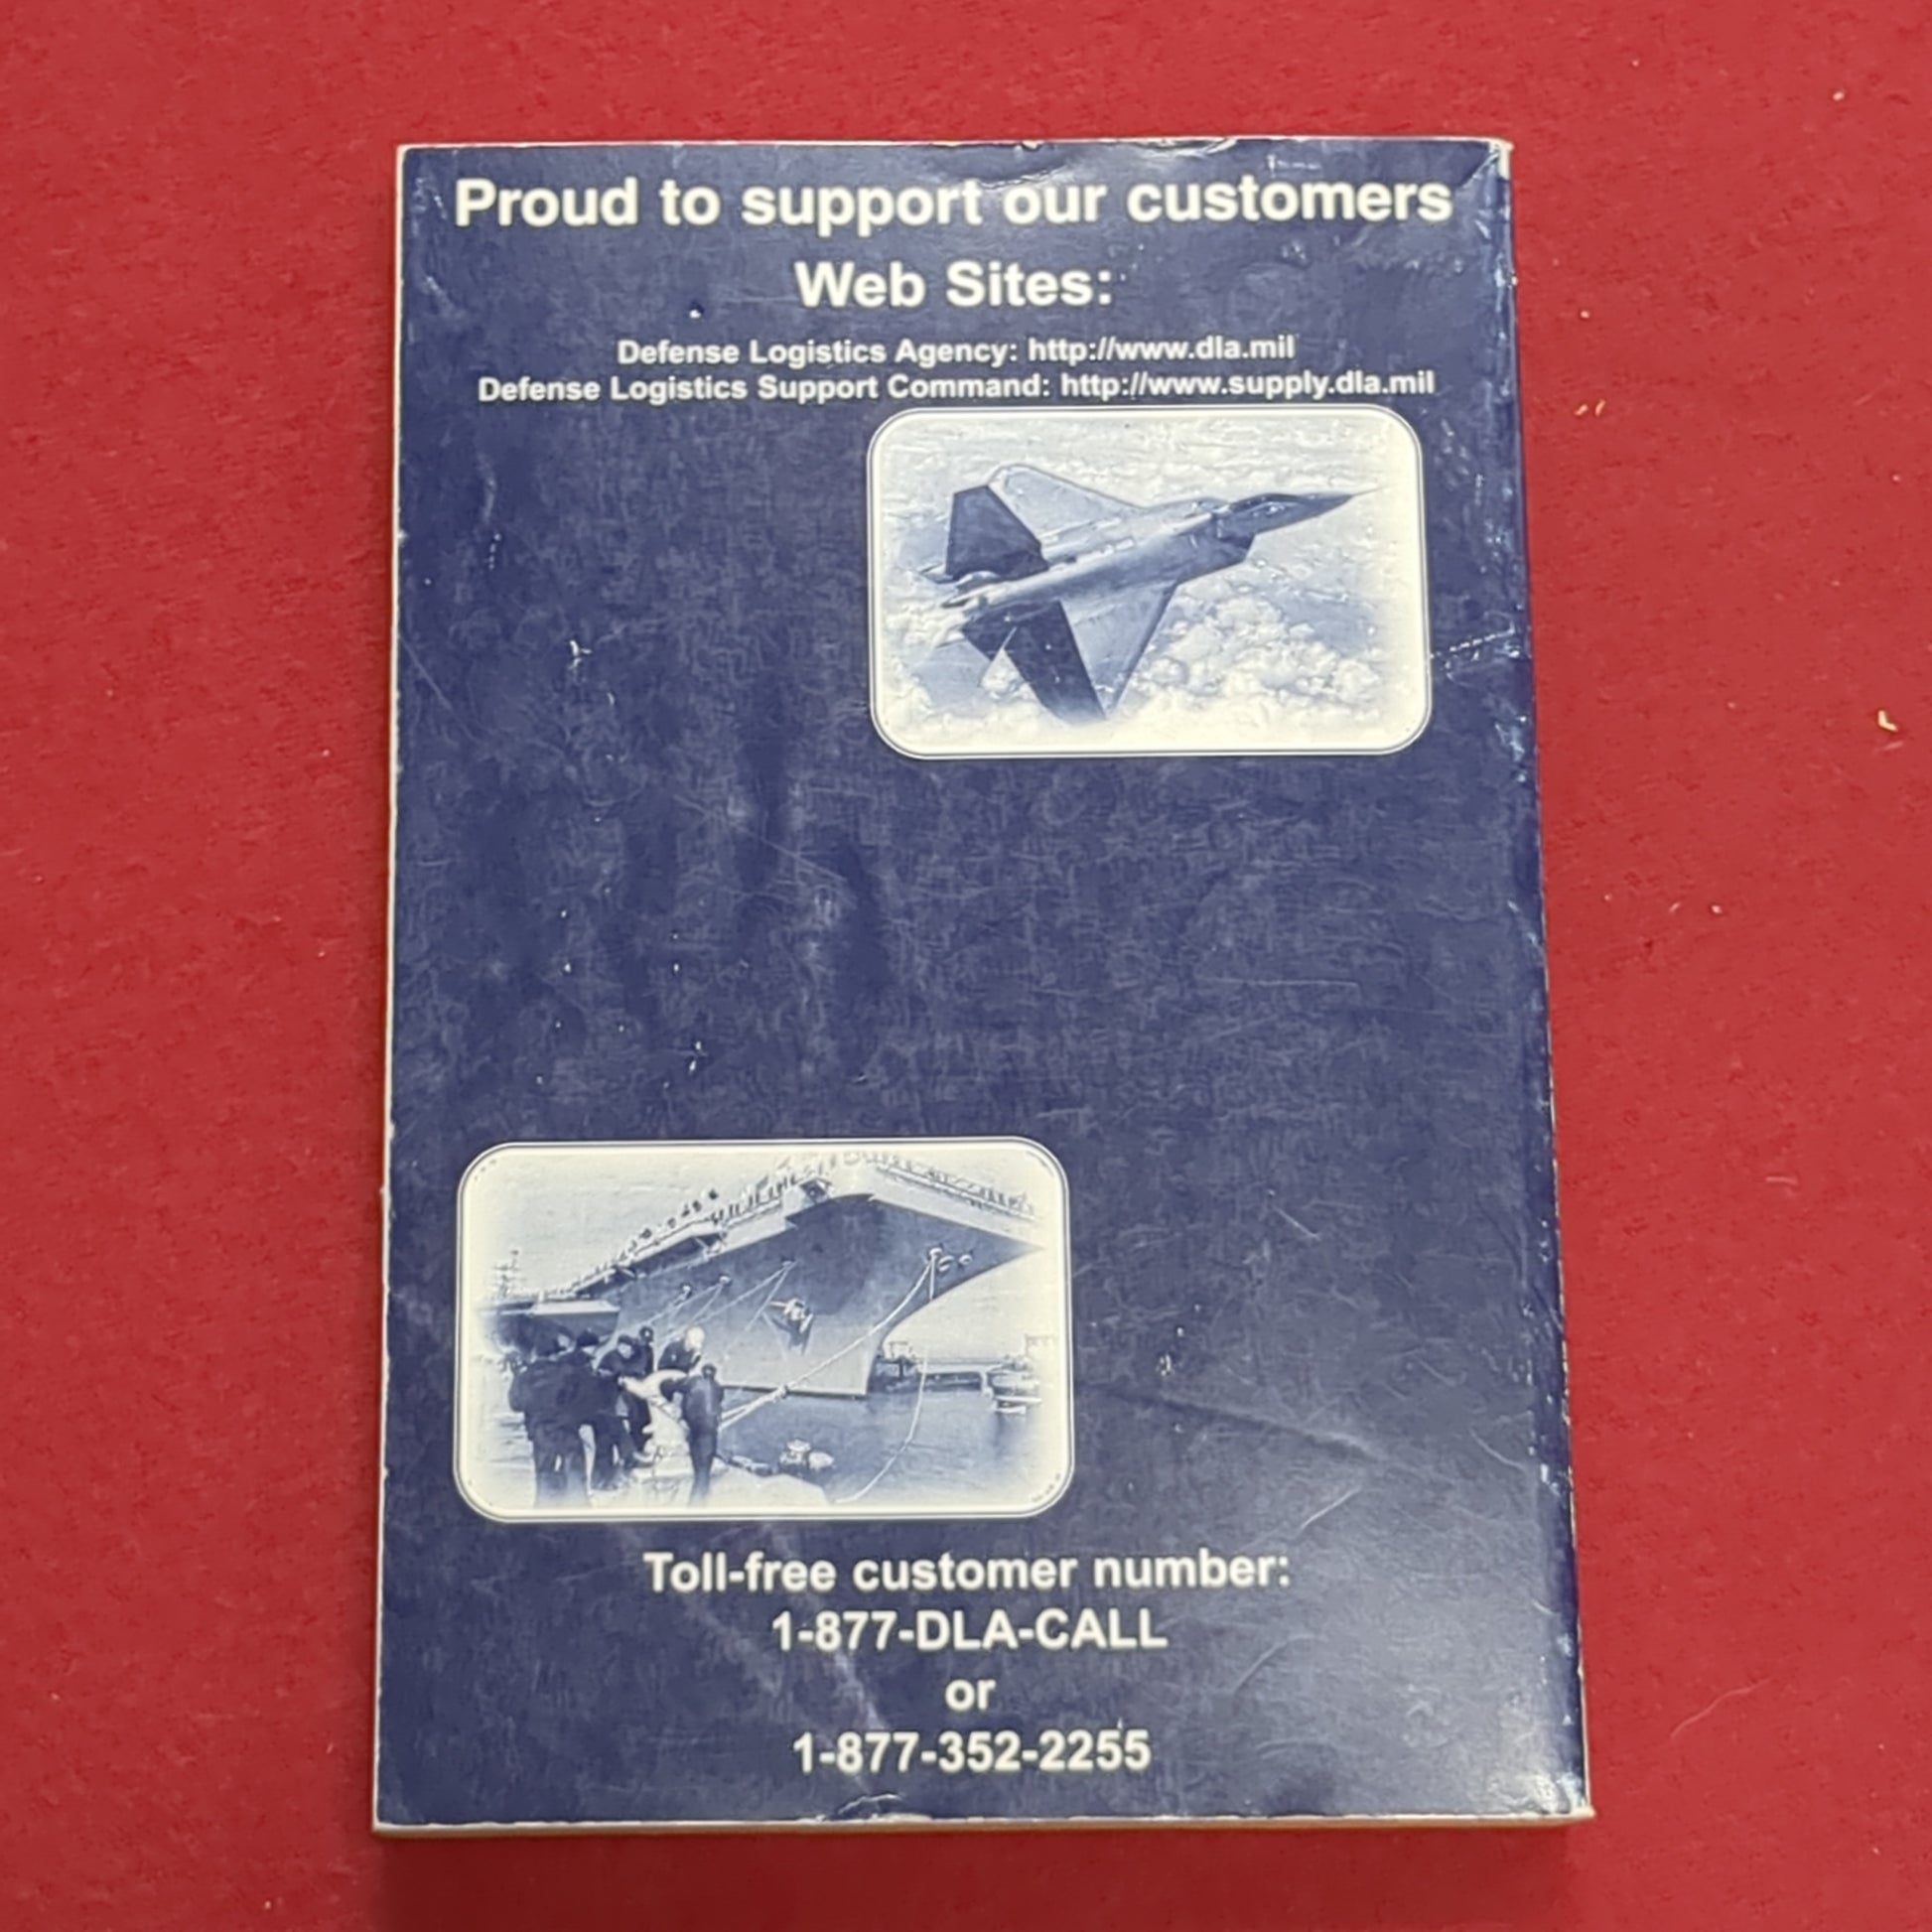 Proud to support our customers
Web Sites:
Defense Logistics Agency: http://www.dla.mil
Defense Logistics Support Command: http://www.supply.dla.mil
Toll-free customer number:
1-877-DLA-CALL
or
1-877-352-2255